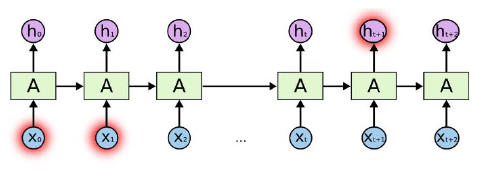 h₀ h₁ h₂ hₜ hₜ₊₁ hₜ₊₂
A A A A A A
x₀ x₁ x₂ ... xₜ xₜ₊₁ xₜ₊₂